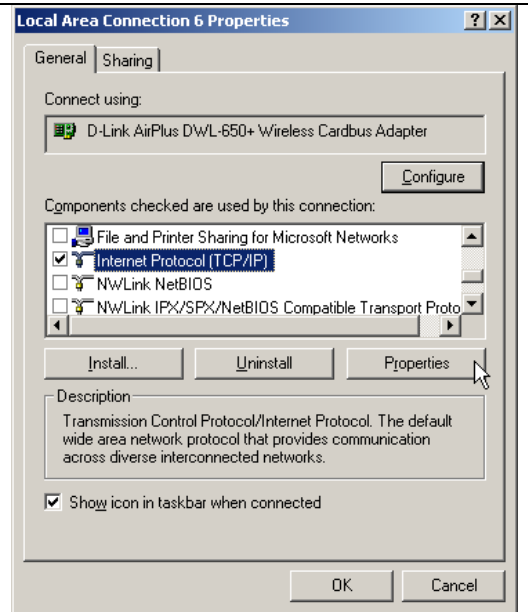 Local Area Connection 6 Properties
General Sharing
Connect using:
D-Link AirPlus DWL-650+ Wireless Cardbus Adapter
Configure
Components checked are used by this connection:
File and Printer Sharing for Microsoft Networks
Internet Protocol (TCP/IP)
NWLink NetBIOS
NWLink IPX/SPX/NetBIOS Compatible Transport Proto
Install... Uninstall Properties
Description
Transmission Control Protocol/Internet Protocol. The default
wide area network protocol that provides communication
across diverse interconnected networks.
Show icon in taskbar when connected
OK Cancel